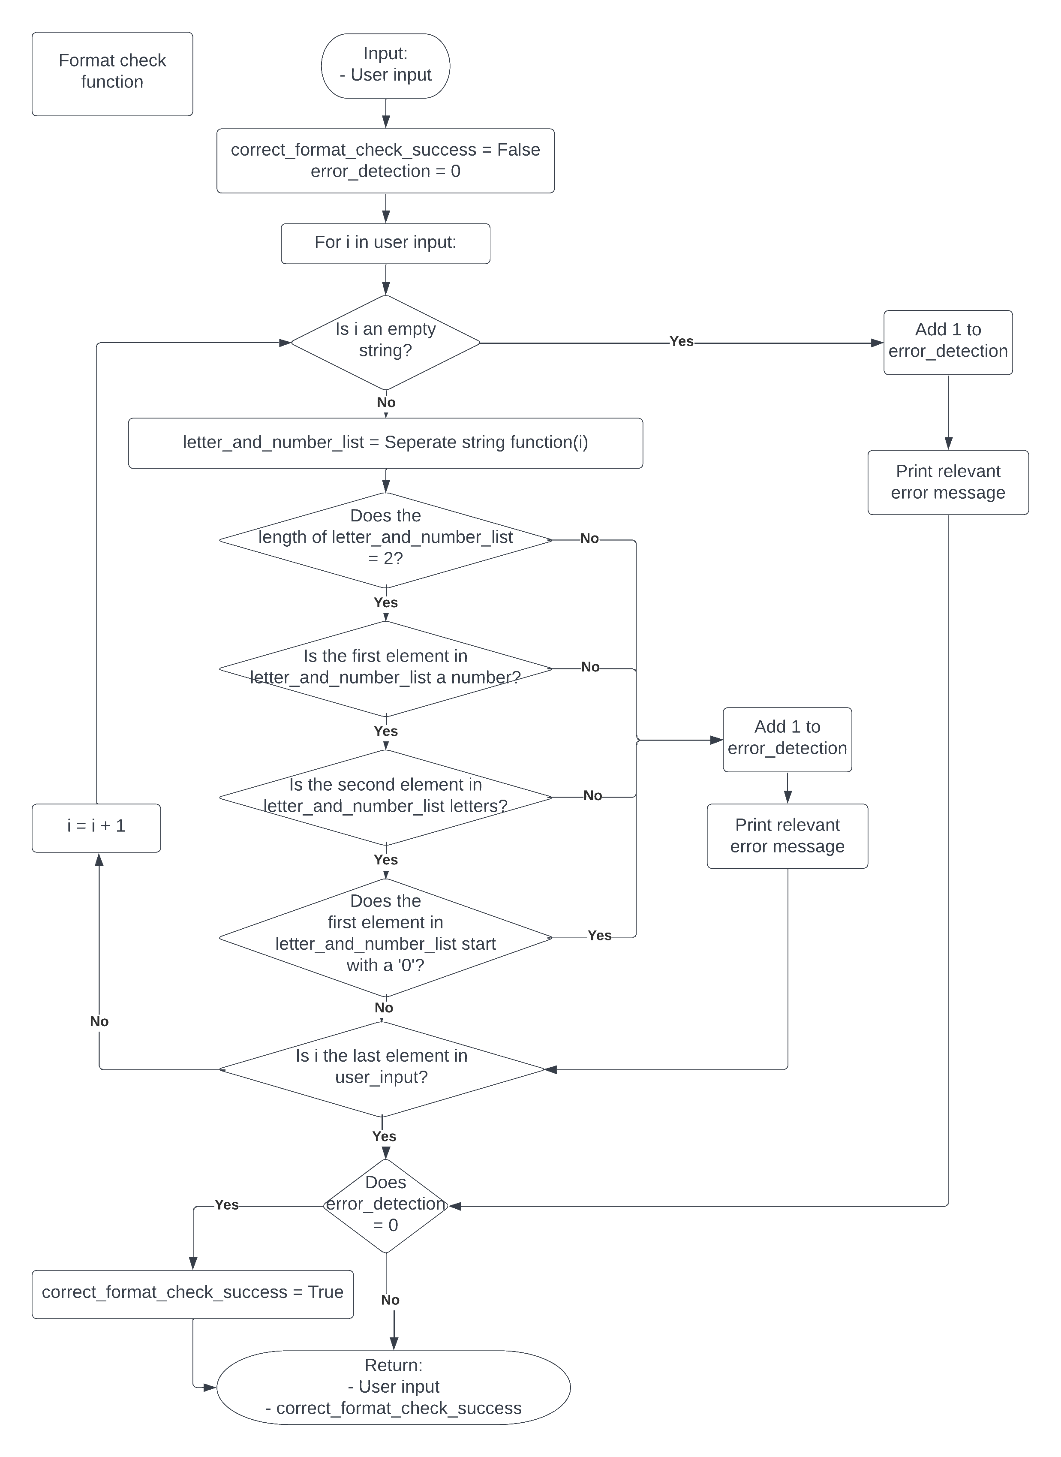 Format check
function
Input:
- User input
correct_format_check_success = False
error_detection = 0
For i in user input:
Is i an empty
string?
Yes
Add 1 to
error_detection
No
Print relevant
error message
letter_and_number_list = Seperate string function(i)
Does the
length of letter_and_number_list
= 2?
No
Yes
Is the first element in
letter_and_number_list a number?
No
Yes
Is the second element in
letter_and_number_list letters?
No
Add 1 to
error_detection
Print relevant
error message
i = i + 1
Yes
Does the
first element in
letter_and_number_list start
with a '0'?
Yes
No
No
Is i the last element in
user_input?
Yes
Does
error_detection
= 0
Yes
correct_format_check_success = True
No
Return:
- User input
- correct_format_check_success